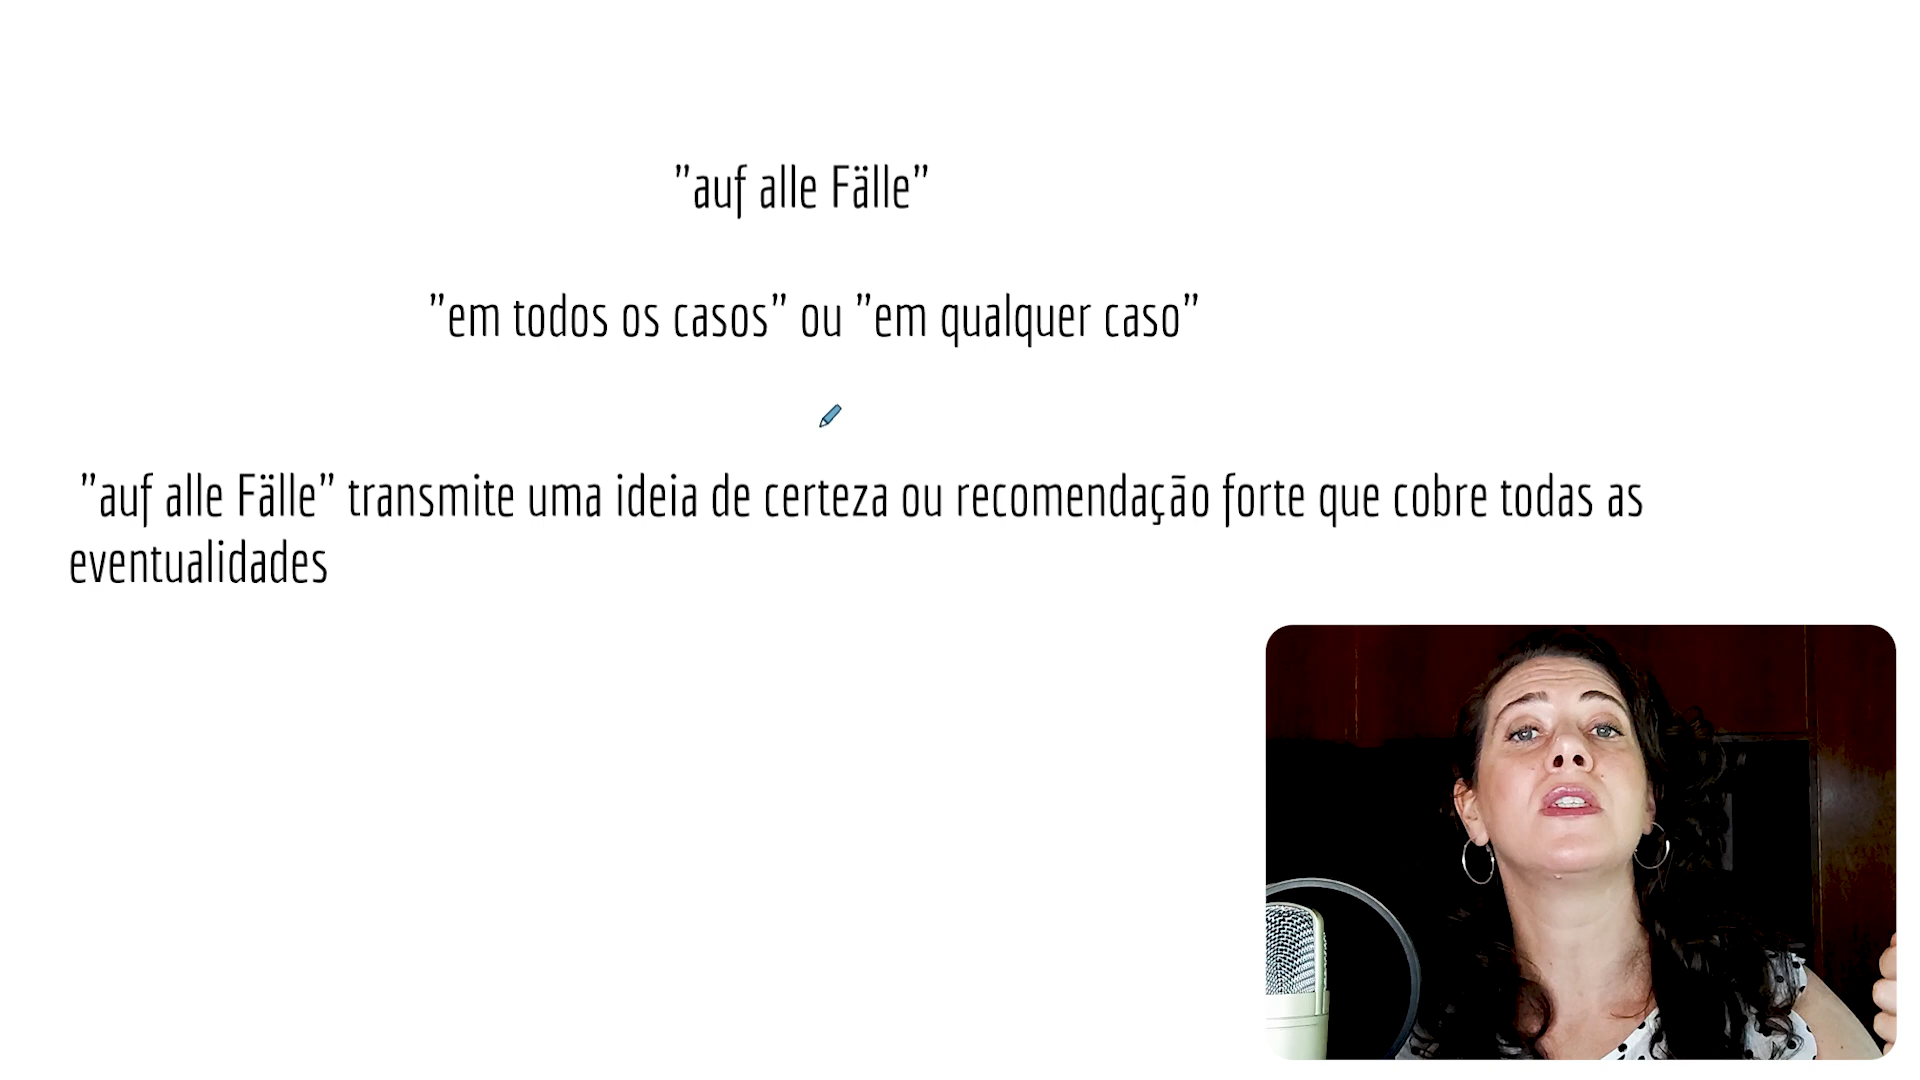 ”auf alle Fälle”
”em todos os casos” ou ”em qualquer caso”
”auf alle Fälle” transmite uma ideia de certeza ou recomendação forte que cobre todas as
eventualidades